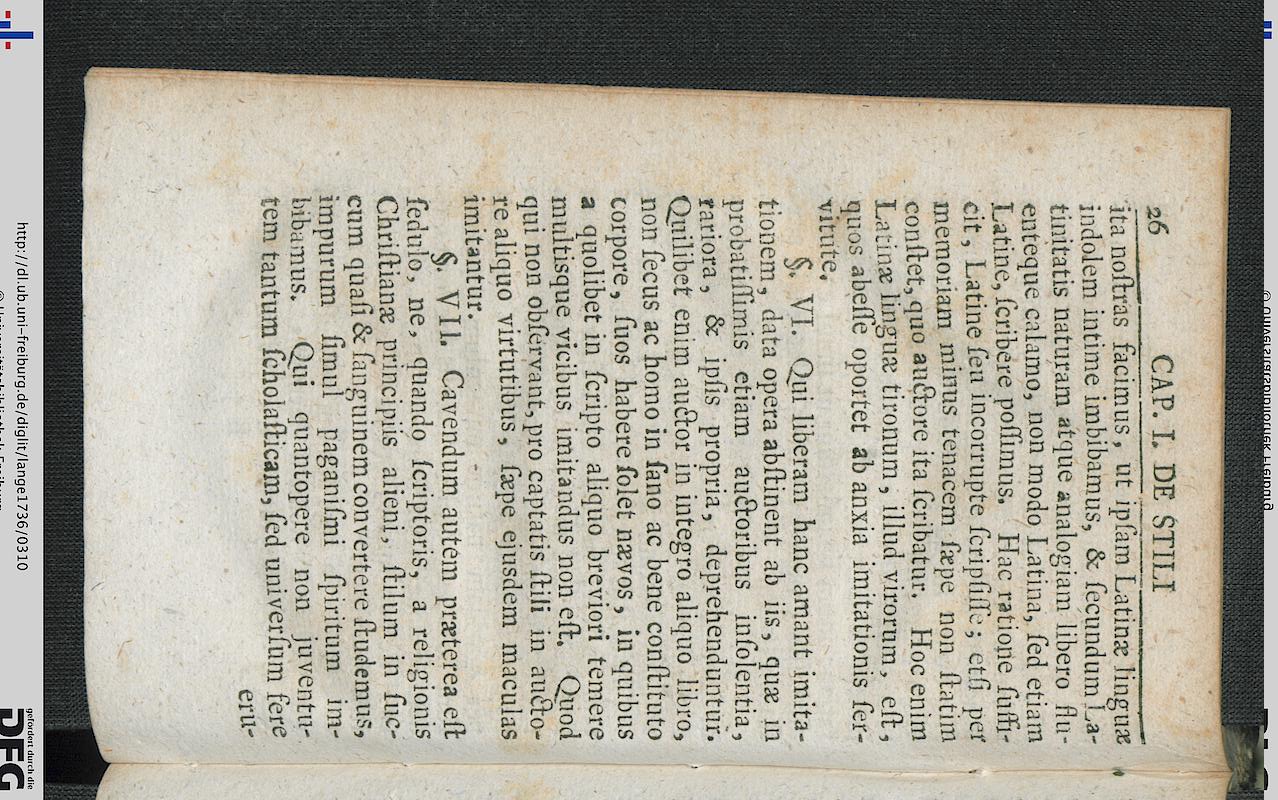 26 CAP. I. DE STILI
ita noſtras facimus, ut ipſam Latinæ linguæ
indolem intime imbibamus, & ſecundum La-
tinitatis naturam atque analogiam libero flu-
enteque calamo, non modo Latina, ſed etiam
Latine, ſcribere poſſimus. Hac ratione ſuffi-
cit, Latine ſeu incorrupte ſcripſiſſe; etſi per
memoriam minus tenacem ſæpe non ſtatim
conſtet, quo auctore ita ſcribatur. Hoc enim
Latinæ linguæ tironum, illud virorum, eſt,
quos abeſſe oportet ab anxia imitationis ſer-
vitute.
§. VI. Qui liberam hanc amant imita-
tionem, data opera abſtinent ab iis, quæ in
probatiſſimis etiam auctoribus inſolentia,
rariora, & ipſis propria, deprehenduntur.
Quilibet enim auctor in integro aliquo libro,
non ſecus ac homo in ſano ac bene conſtituto
corpore, ſuos habere ſolet nævos, in quibus
a quolibet in ſcripto aliquo breviori temere
multisque vicibus imitandus non eſt. Quod
qui non obſervant, pro captatis ſtili in aucto-
re aliquo virtutibus, ſæpe ejusdem maculas
imitantur.
§. VII. Cavendum autem præterea eſt
ſedulo, ne, quando ſcriptoris, a religionis
Chriſtianæ principiis alieni, ſtilum in ſuc-
cum quaſi & ſanguinem convertere ſtudemus,
impurum ſimul paganiſmi ſpiritum im-
bibamus. Qui quantopere non juventu-
tem tantum ſcholaſticam, ſed univerſum fere
eru-
http://dl.ub.uni-freiburg.de/diglit/lange1736/0310
gefördert durch die
DFG